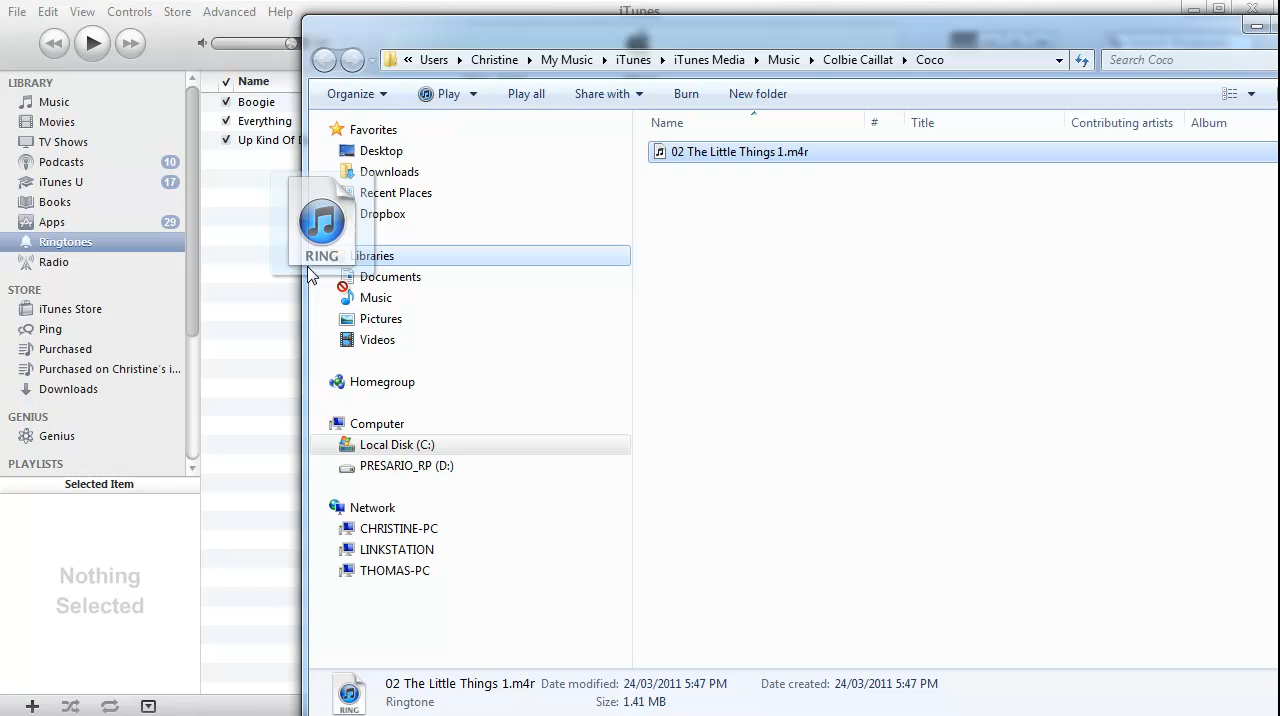 File Edit View Controls Store Advanced Help
iTunes
LIBRARY
Music
Movies
TV Shows
Podcasts 10
iTunes U 17
Books
Apps 29
Ringtones
Radio
STORE
iTunes Store
Ping
Purchased
Purchased on Christine's i...
Downloads
GENIUS
Genius
PLAYLISTS
Selected Item
Nothing
Selected
Name
Boogie
Everything
Up Kind Of
« Users Christine My Music iTunes iTunes Media Music Colbie Caillat Coco
Search Coco
Organize Play Play all Share with Burn New folder
Favorites
Desktop
Downloads
Recent Places
Dropbox
RING
Libraries
Documents
Music
Pictures
Videos
Homegroup
Computer
Local Disk (C:)
PRESARIO_RP (D:)
Network
CHRISTINE-PC
LINKSTATION
THOMAS-PC
Name # Title Contributing artists Album
02 The Little Things 1.m4r
RING
02 The Little Things 1.m4r Date modified: 24/03/2011 5:47 PM Date created: 24/03/2011 5:47 PM
Ringtone Size: 1.41 MB